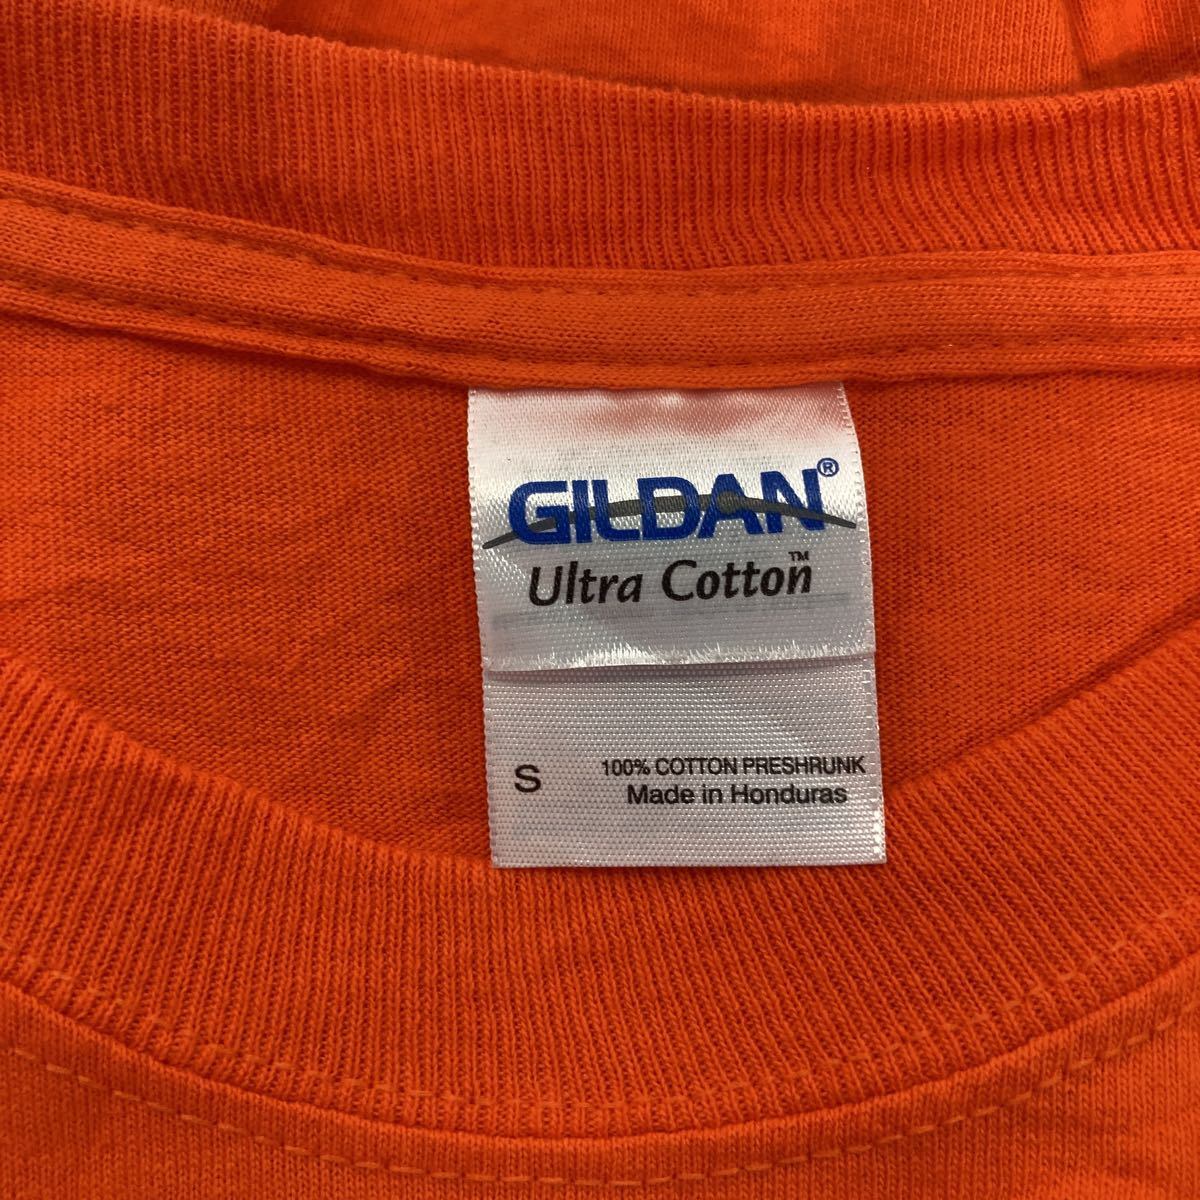 GILDAN®
Ultra Cotton™
S 100% COTTON PRESHRUNK
Made in Honduras